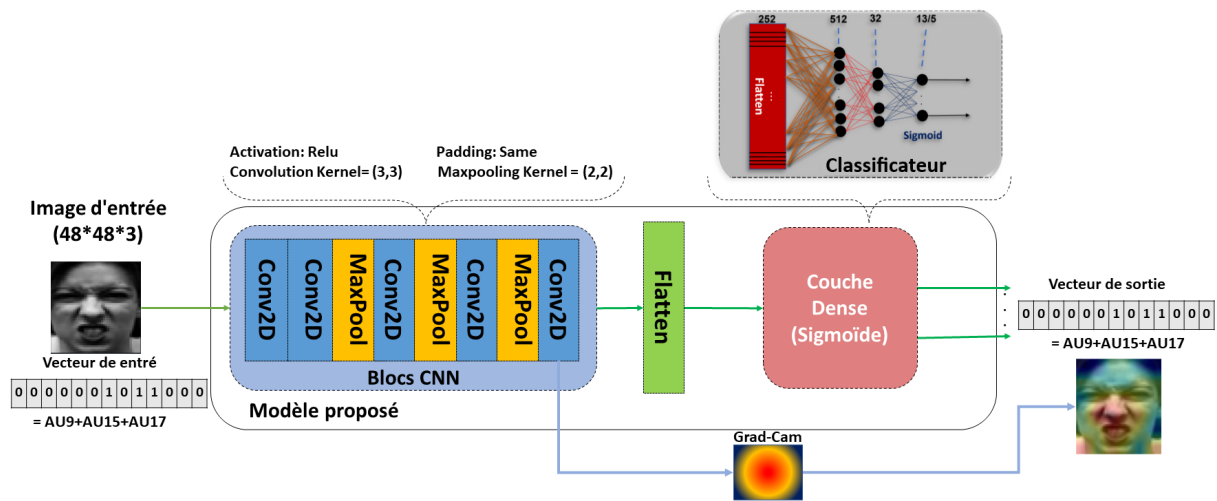 252
512
32
13/5
Flatten
...
Sigmoid
Classificateur
Activation: Relu
Convolution Kernel= (3,3)
Padding: Same
Maxpooling Kernel = (2,2)
Image d'entrée
(48*48*3)
Conv2D
Conv2D
MaxPool
Conv2D
MaxPool
Conv2D
MaxPool
Conv2D
Blocs CNN
Modèle proposé
Flatten
Couche
Dense
(Sigmoïde)
Vecteur de entré
0 0 0 0 0 0 1 0 1 1 0 0 0
= AU9+AU15+AU17
Vecteur de sortie
0 0 0 0 0 0 1 0 1 1 0 0 0
= AU9+AU15+AU17
Grad-Cam